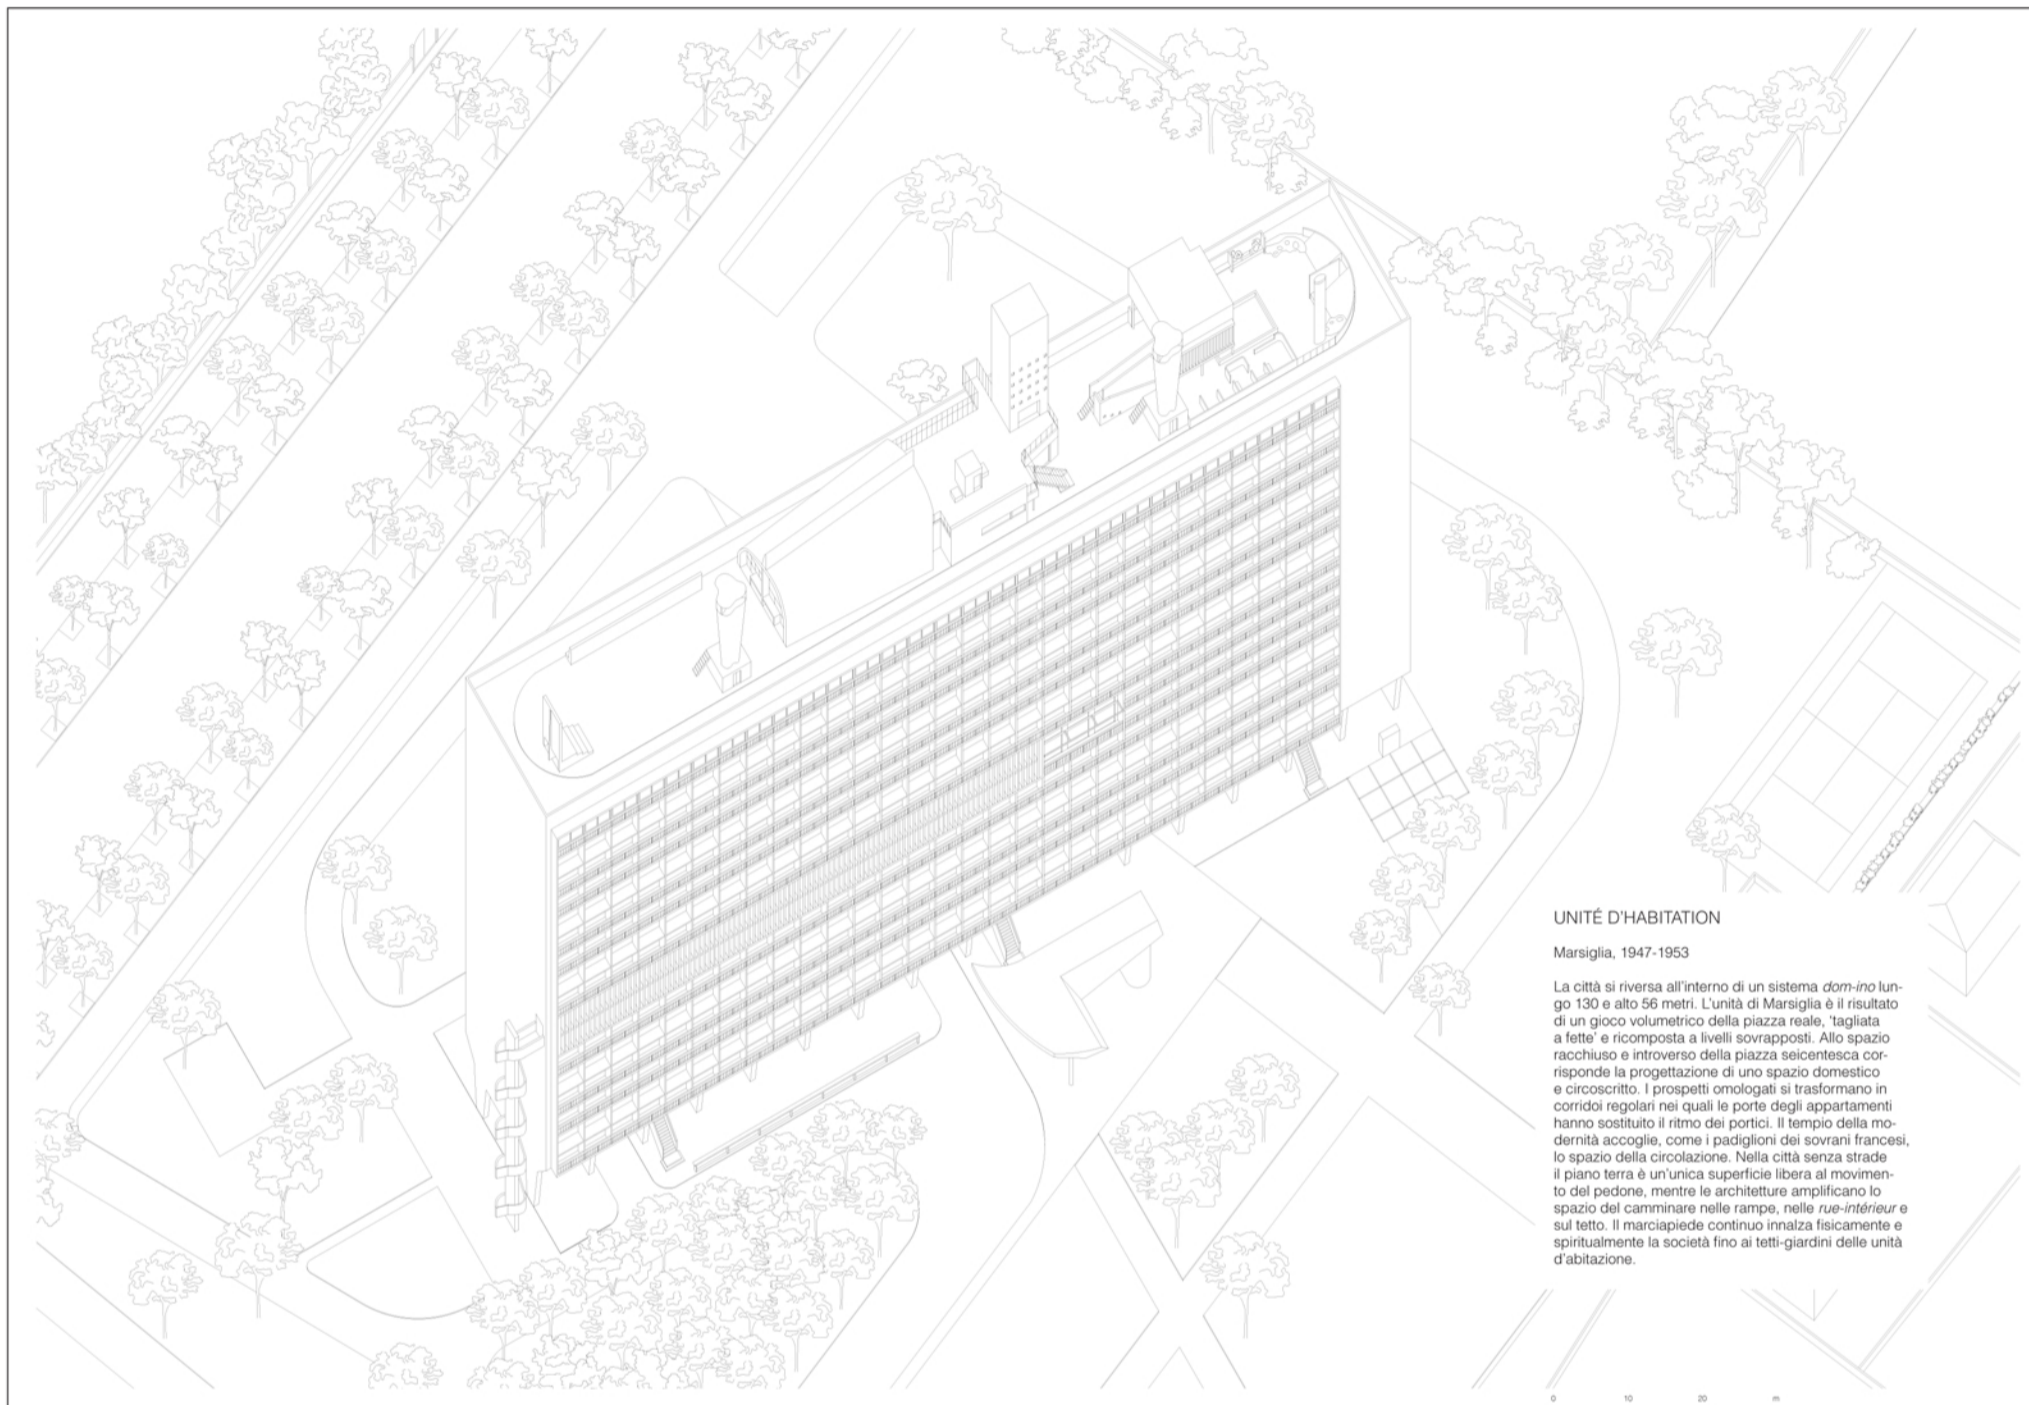 UNITÉ D'HABITATION
Marsiglia, 1947-1953
La città si riversa all'interno di un sistema dom-ino lun-
go 130 e alto 56 metri. L'unità di Marsiglia è il risultato
di un gioco volumetrico della piazza reale, 'tagliata
a fette' e ricomposta a livelli sovrapposti. Allo spazio
racchiuso e introverso della piazza seicentesca cor-
risponde la progettazione di uno spazio domestico
e circoscritto. I prospetti omologati si trasformano in
corridoi regolari nei quali le porte degli appartamenti
hanno sostituito il ritmo dei portici. Il tempio della mo-
dernità accoglie, come i padiglioni dei sovrani francesi,
lo spazio della circolazione. Nella città senza strade
il piano terra è un'unica superficie libera al movimen-
to del pedone, mentre le architetture amplificano lo
spazio del camminare nelle rampe, nelle rue-intérieur e
sul tetto. Il marciapiede continuo innalza fisicamente e
spiritualmente la società fino ai tetti-giardini delle unità
d'abitazione.
0 10 20 m